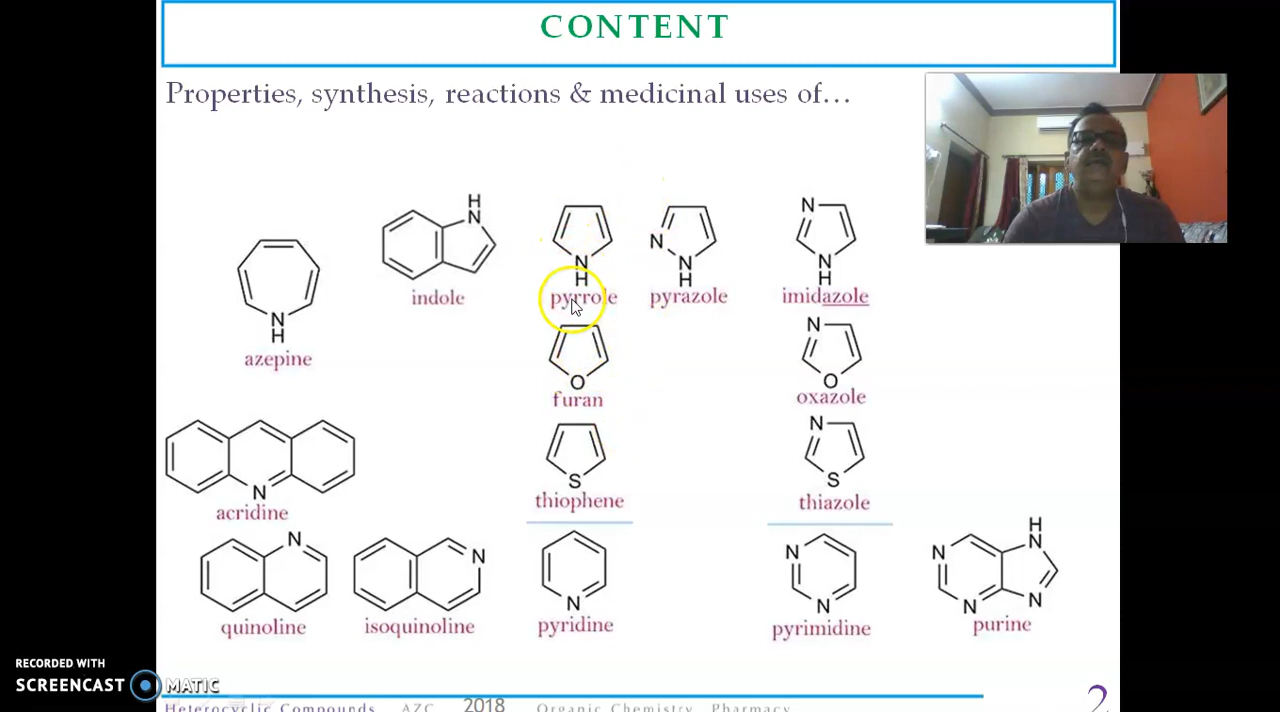 CONTENT
Properties, synthesis, reactions & medicinal uses of...
H
N
indole
N
H
pyrrole
N
N
H
pyrazole
N
N
H
imidazole
N
H
azepine
O
furan
N
O
oxazole
N
acridine
S
thiophene
N
S
thiazole
N
quinoline
N
isoquinoline
N
pyridine
N
N
pyrimidine
H
N
N
N
N
purine
RECORDED WITH
SCREENCAST MATIC
Heterocyclic Compounds AZC 2018 Organic Chemistry Pharmacy
2